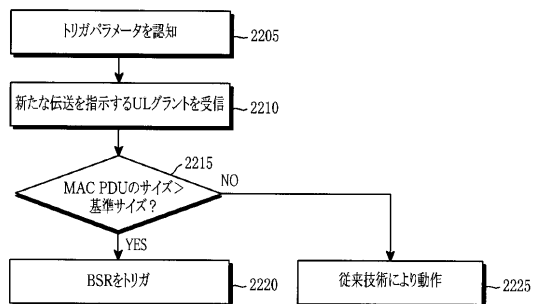 トリガパラメータを認知
2205
新たな伝送を指示するULグラントを受信
2210
2215
MAC PDUのサイズ>
基準サイズ?
NO
YES
BSRをトリガ
2220
従来技術により動作
2225